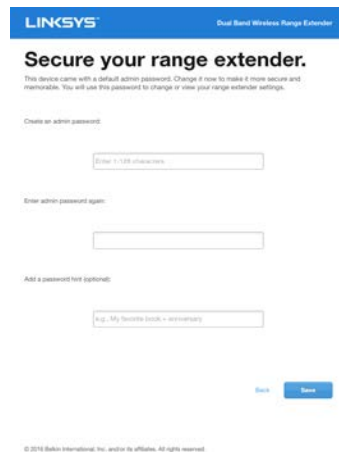 LINKSYS
Dual Band Wireless Range Extender
Secure your range extender.
This device came with a default admin password. Change it now to make it more secure and
memorable. You will use this password to change or view your range extender settings.
Create an admin password:
Enter 1-128 characters
Enter admin password again:
Add a password hint (optional):
e.g., My favorite book + anniversary
Back
Save
© 2016 Belkin International, Inc. and/or its affiliates. All rights reserved.